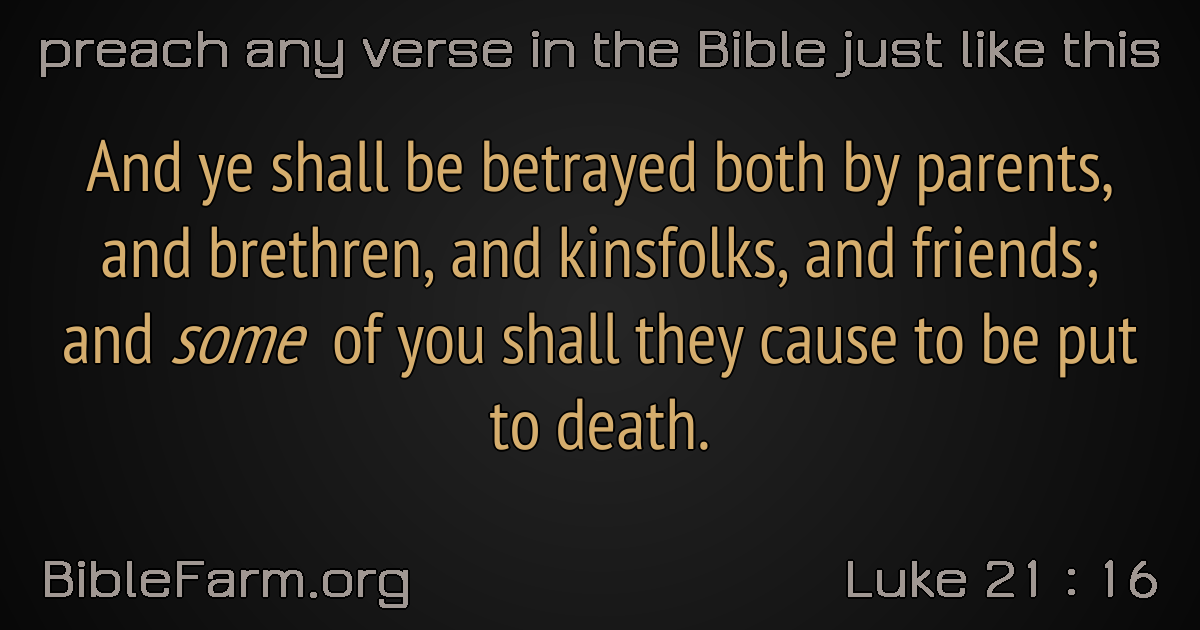 preach any verse in the Bible just like this
And ye shall be betrayed both by parents,
and brethren, and kinsfolks, and friends;
and some of you shall they cause to be put
to death.
BibleFarm.org
Luke 21 : 16